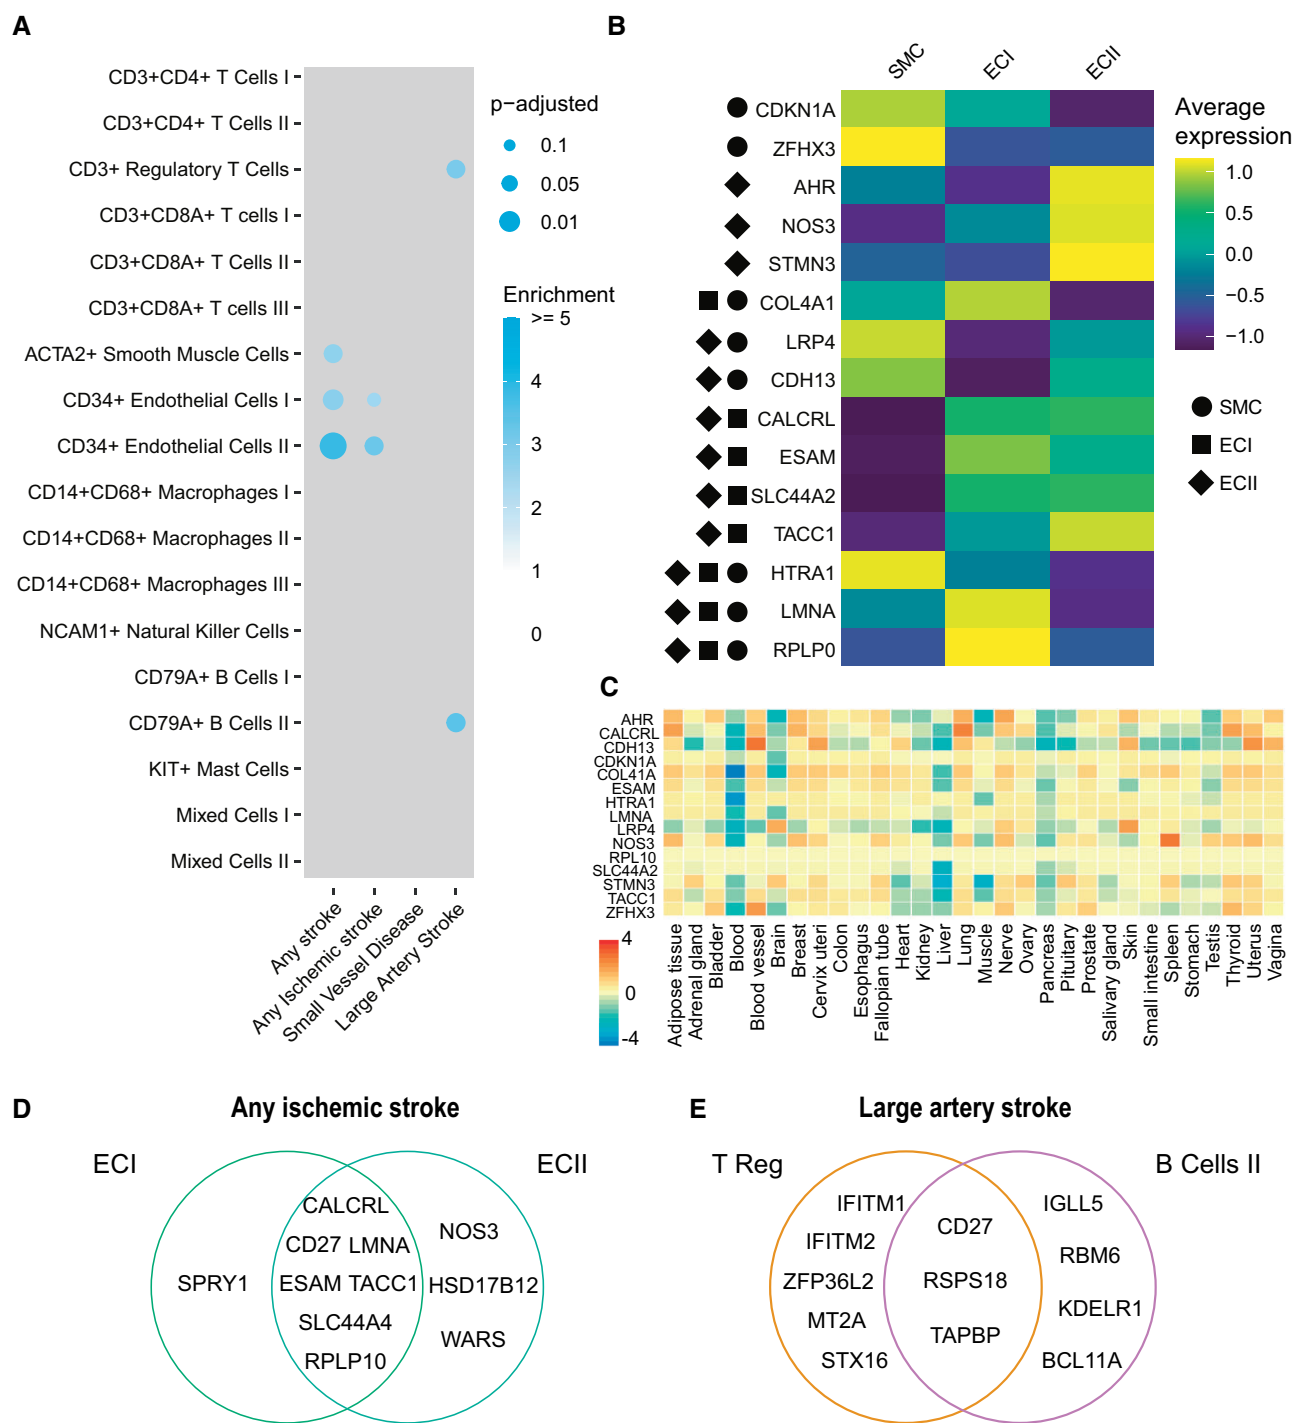 A
CD3+CD4+ T Cells I
CD3+CD4+ T Cells II
CD3+ Regulatory T Cells
CD3+CD8A+ T cells I
CD3+CD8A+ T Cells II
CD3+CD8A+ T cells III
ACTA2+ Smooth Muscle Cells
CD34+ Endothelial Cells I
CD34+ Endothelial Cells II
CD14+CD68+ Macrophages I
CD14+CD68+ Macrophages II
CD14+CD68+ Macrophages III
NCAM1+ Natural Killer Cells
CD79A+ B Cells I
CD79A+ B Cells II
KIT+ Mast Cells
Mixed Cells I
Mixed Cells II
Any stroke
Any Ischemic stroke
Small Vessel Disease
Large Artery Stroke
p−adjusted
0.1
0.05
0.01
Enrichment
>= 5
4
3
2
1
0
B
SMC
ECI
ECII
CDKN1A
ZFHX3
AHR
NOS3
STMN3
COL4A1
LRP4
CDH13
CALCRL
ESAM
SLC44A2
TACC1
HTRA1
LMNA
RPLP0
Average
expression
1.0
0.5
0.0
−0.5
−1.0
SMC
ECI
ECII
C
AHR
CALCRL
CDH13
CDKN1A
COL41A
ESAM
HTRA1
LMNA
LRP4
NOS3
RPL10
SLC44A2
STMN3
TACC1
ZFHX3
4
0
-4
Adipose tissue
Adrenal gland
Bladder
Blood
Blood vessel
Brain
Breast
Cervix uteri
Colon
Esophagus
Fallopian tube
Heart
Kidney
Liver
Lung
Muscle
Nerve
Ovary
Pancreas
Pituitary
Prostate
Salivary gland
Skin
Small intestine
Spleen
Stomach
Testis
Thyroid
Uterus
Vagina
D
Any ischemic stroke
ECI
ECII
SPRY1
CALCRL
CD27 LMNA
ESAM TACC1
SLC44A4
RPLP10
NOS3
HSD17B12
WARS
E
Large artery stroke
T Reg
B Cells II
IFITM1
IFITM2
ZFP36L2
MT2A
STX16
CD27
RSPS18
TAPBP
IGLL5
RBM6
KDELR1
BCL11A